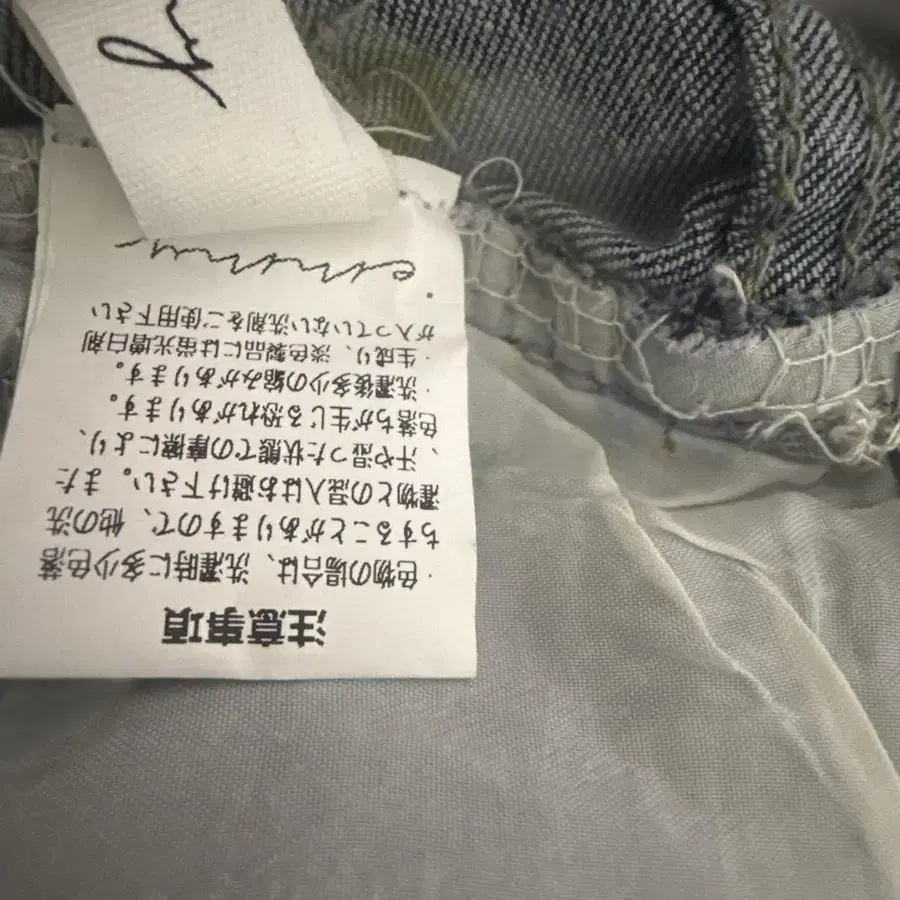 注意事項
・色物の場合は、洗濯時に多少色落
ちすることがありますので、他の洗
濯物との混入はお避け下さい。また
、汗や湿った状態での摩擦により、
色落ちが生じる恐れがあります。
・洗濯後多少の縮みがあります。
・生成り、淡色製品には蛍光増白剤
が入っていない洗剤をご使用下さい
。